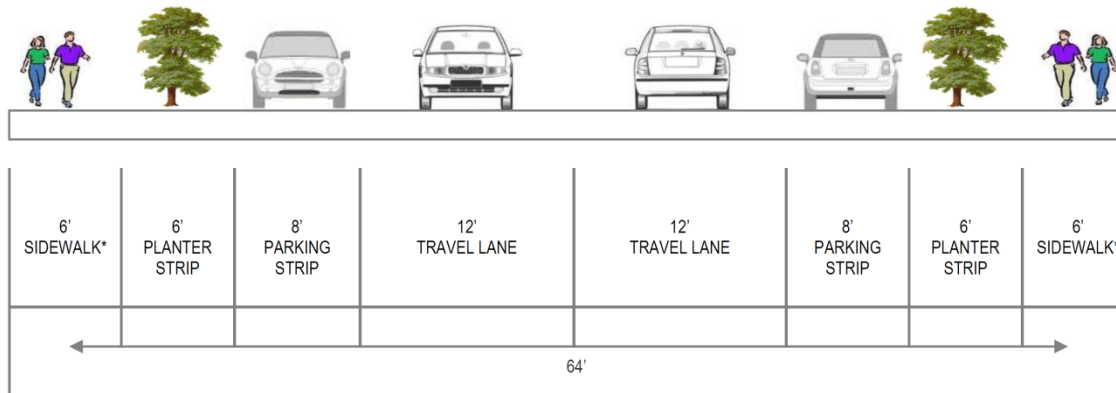 6’
SIDEWALK*
6’
PLANTER
STRIP
8’
PARKING
STRIP
12’
TRAVEL LANE
12’
TRAVEL LANE
8’
PARKING
STRIP
6’
PLANTER
STRIP
6’
SIDEWALK*
64’